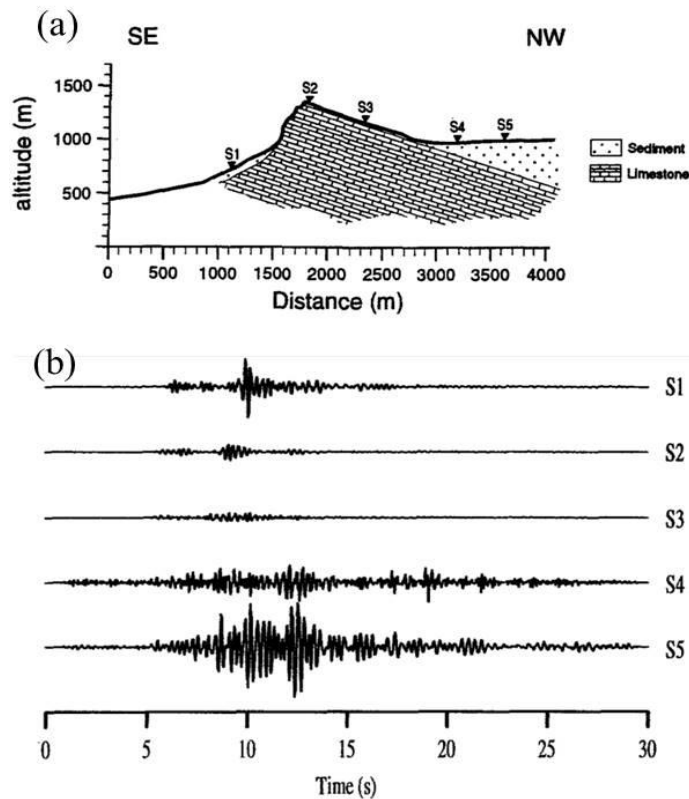 (a)
SE
NW
altitude (m)
1500
1000
500
S1
S2
S3
S4
S5
Sediment
Limestone
0 500 1000 1500 2000 2500 3000 3500 4000
Distance (m)
(b)
S1
S2
S3
S4
S5
0 5 10 15 20 25 30
Time (s)